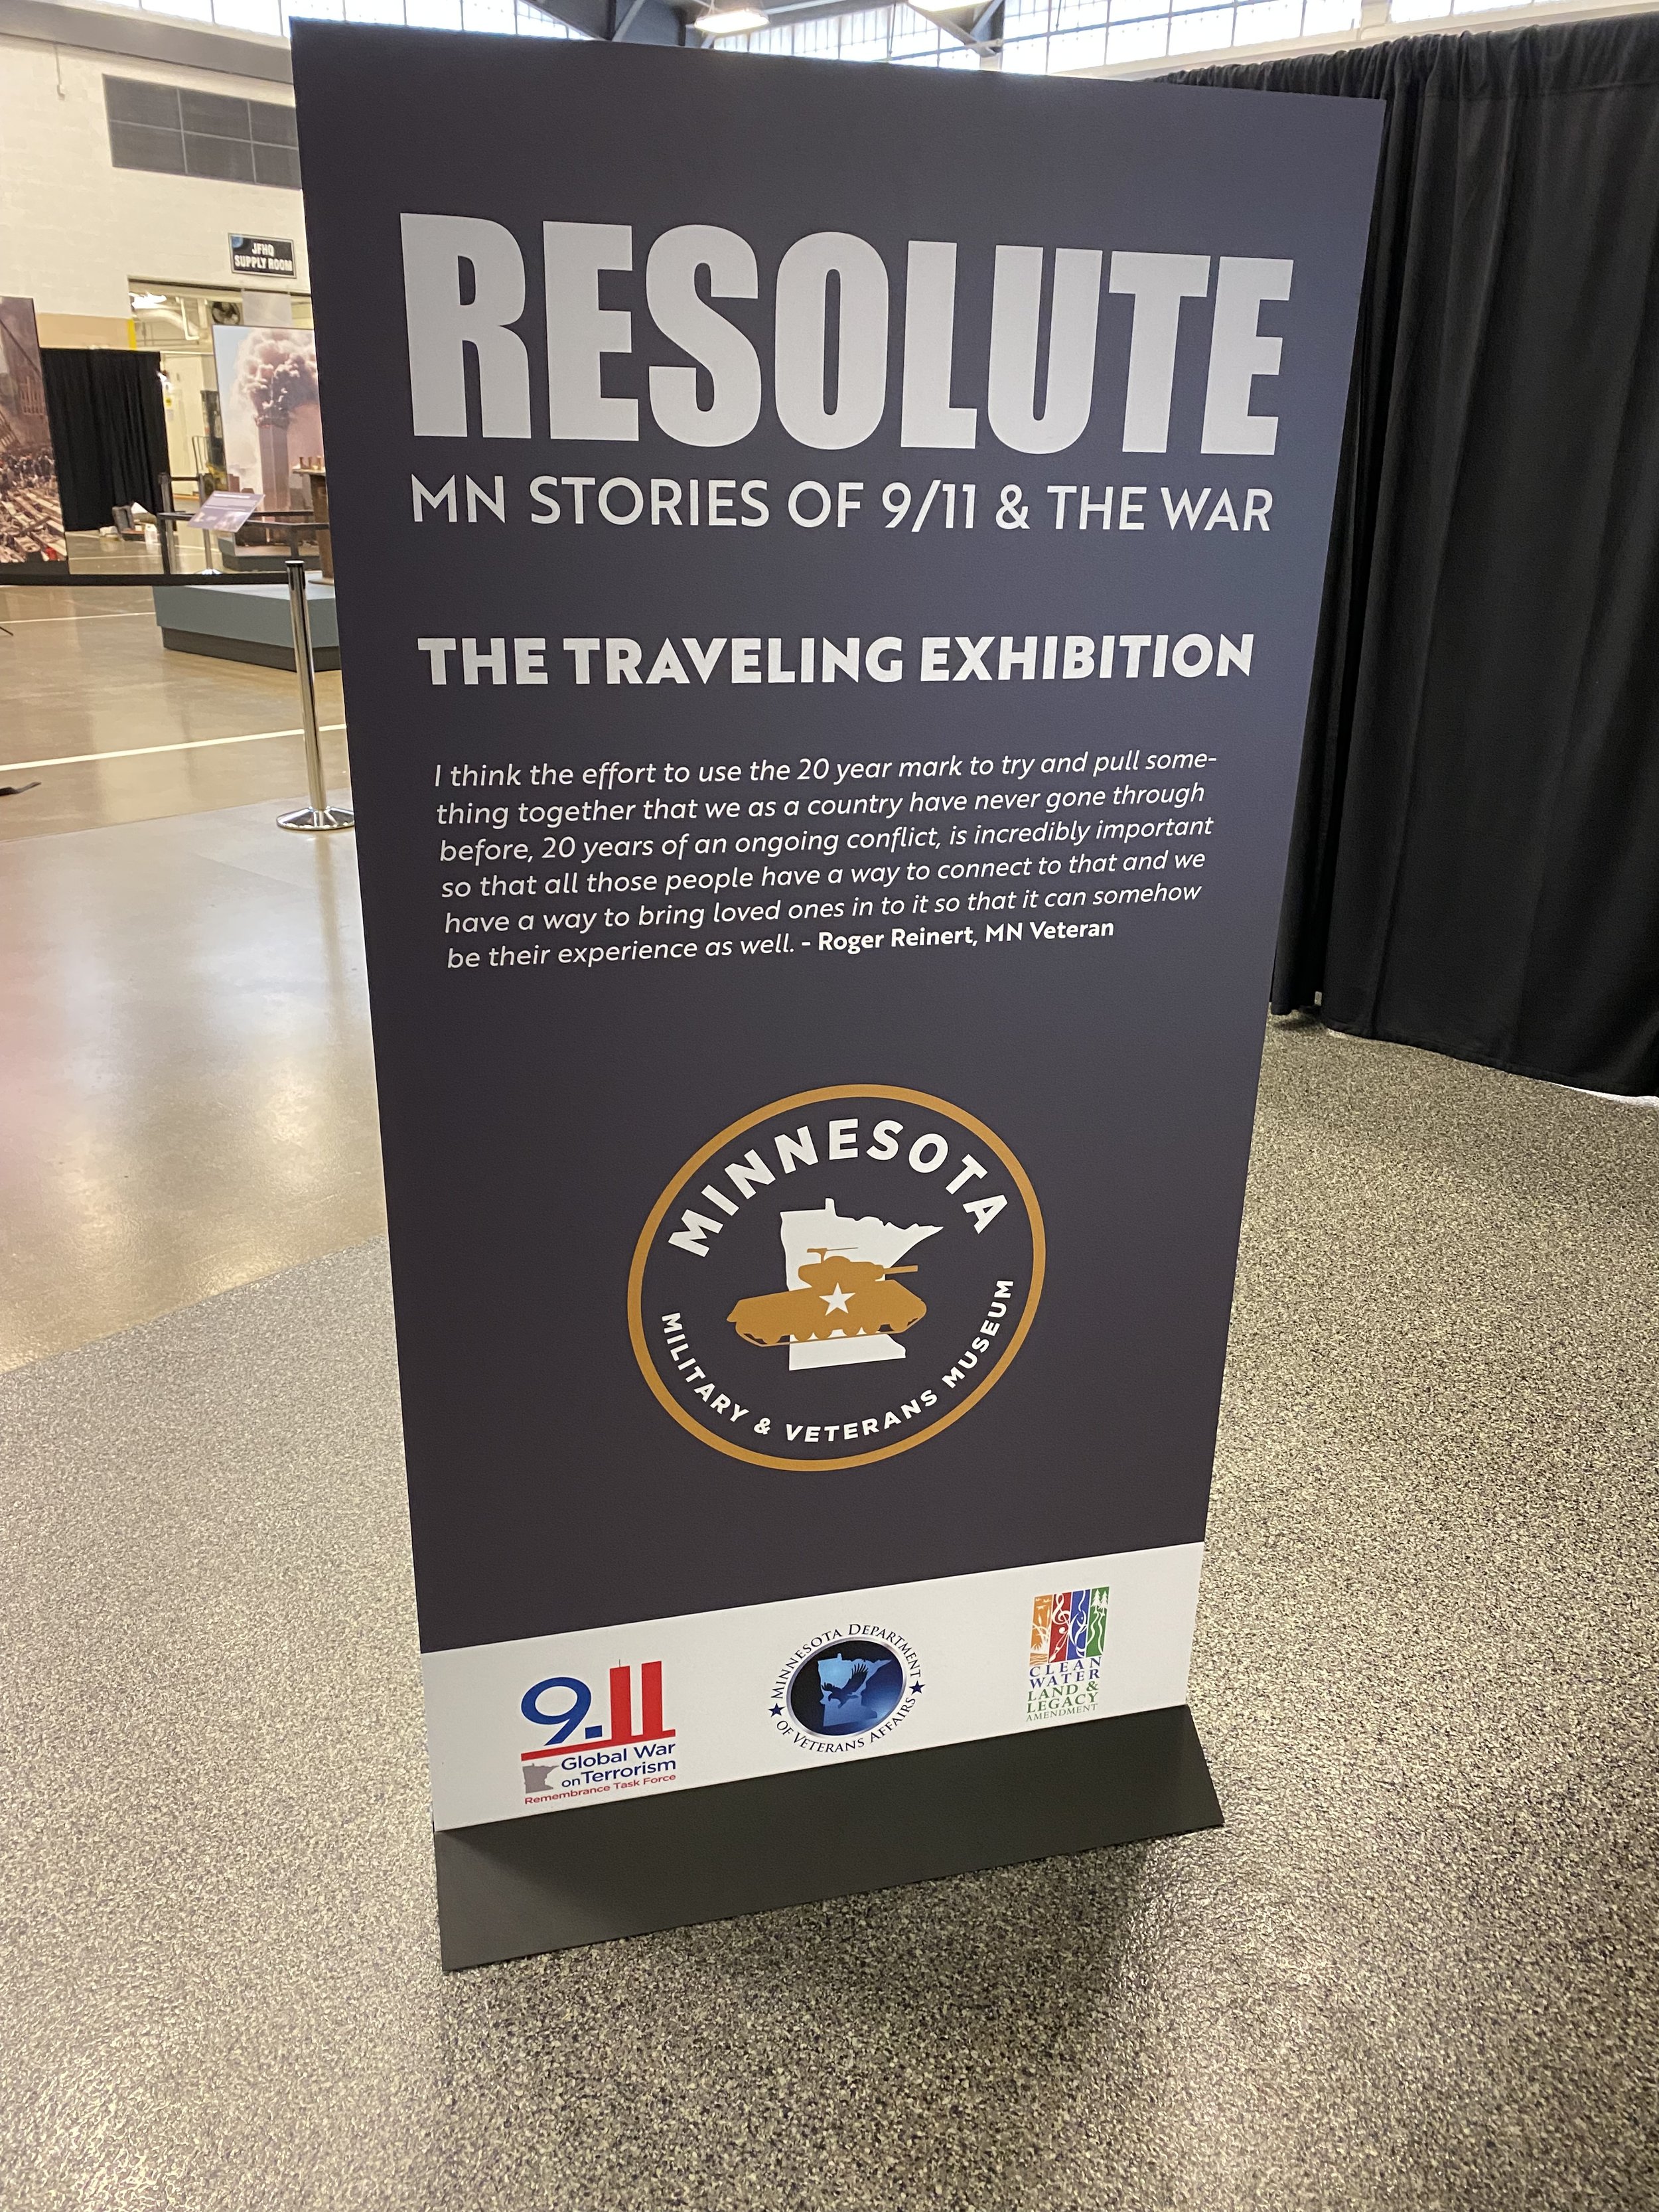 JFHQ
SUPPLY ROOM
RESOLUTE
MN STORIES OF 9/11 & THE WAR
THE TRAVELING EXHIBITION
I think the effort to use the 20 year mark to try and pull some-
thing together that we as a country have never gone through
before, 20 years of an ongoing conflict, is incredibly important
so that all those people have a way to connect to that and we
have a way to bring loved ones in to it so that it can somehow
be their experience as well. - Roger Reinert, MN Veteran
MINNESOTA
MILITARY & VETERANS MUSEUM
9.11
Global War
on Terrorism
Remembrance Task Force
MINNESOTA DEPARTMENT
OF VETERANS AFFAIRS
CLEAN
WATER
LAND &
LEGACY
AMENDMENT